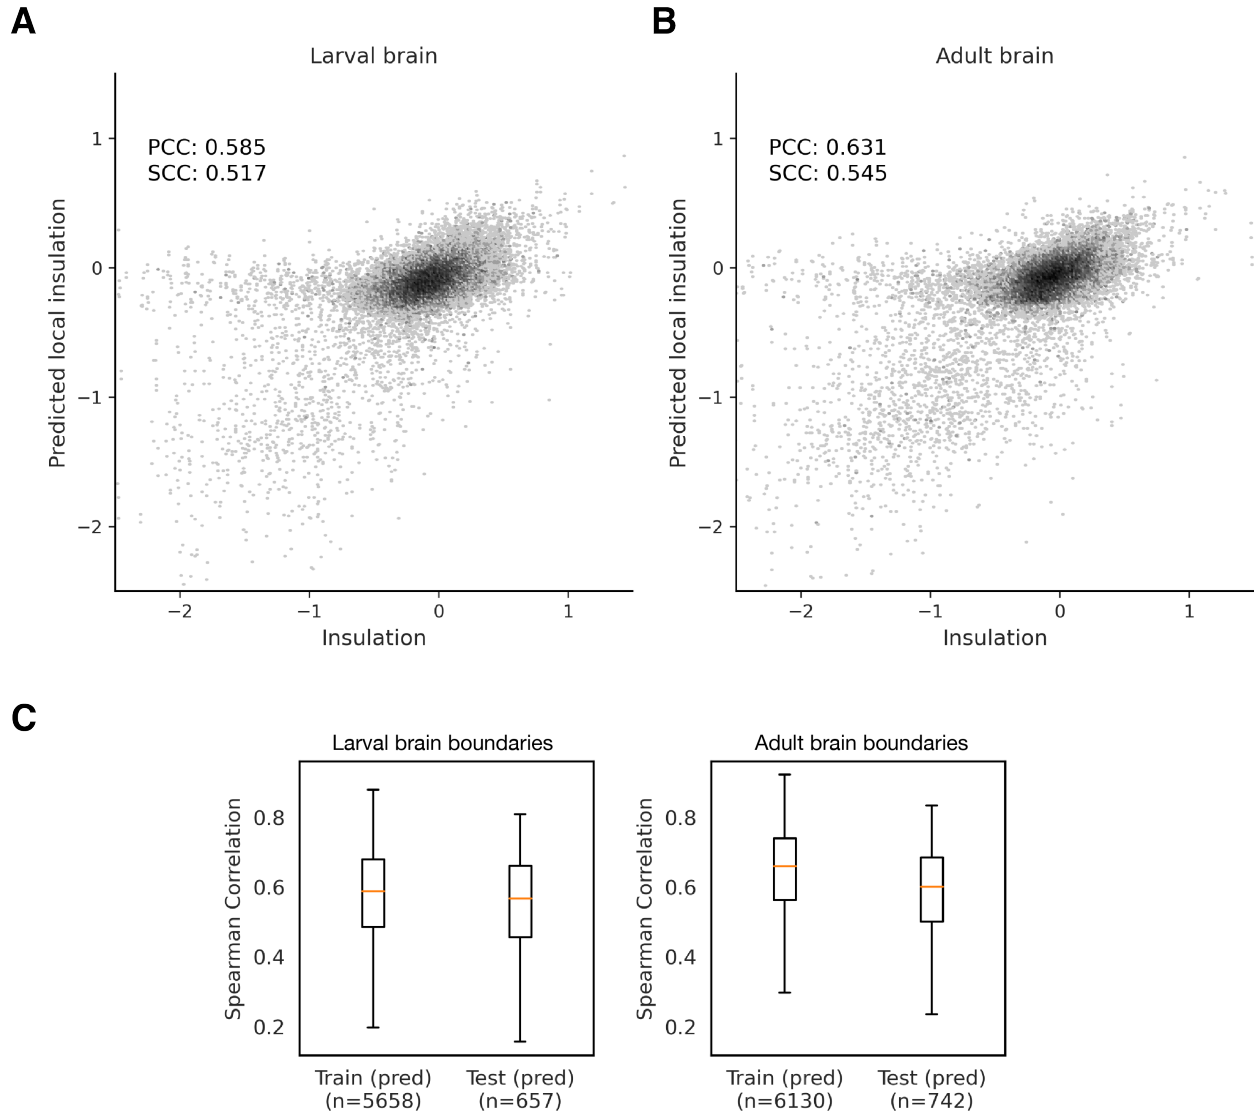 A
Larval brain
PCC: 0.585
SCC: 0.517
Predicted local insulation
1
0
−1
−2
−2
−1
0
1
Insulation
B
Adult brain
PCC: 0.631
SCC: 0.545
Predicted local insulation
1
0
−1
−2
−2
−1
0
1
Insulation
C
Larval brain boundaries
Spearman Correlation
0.8
0.6
0.4
0.2
Train (pred)
(n=5658)
Test (pred)
(n=657)
Adult brain boundaries
Spearman Correlation
0.8
0.6
0.4
0.2
Train (pred)
(n=6130)
Test (pred)
(n=742)